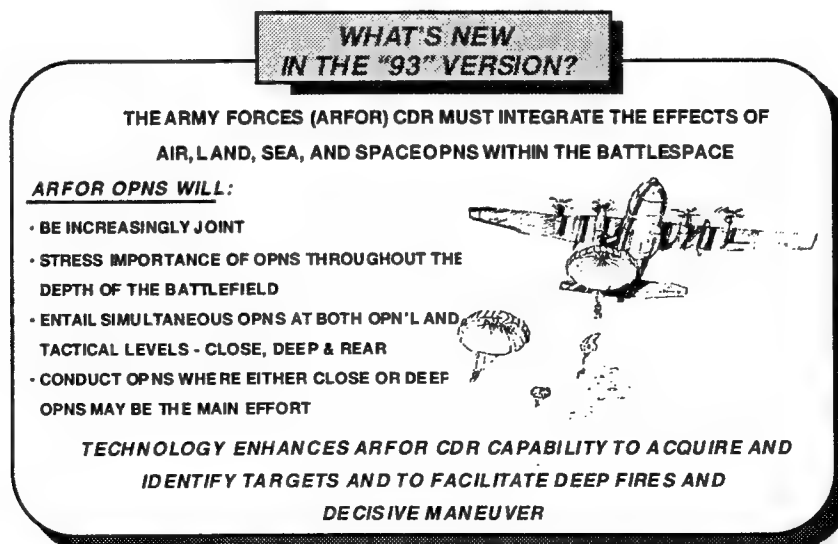 WHAT'S NEW
IN THE "93" VERSION?
THE ARMY FORCES (ARFOR) CDR MUST INTEGRATE THE EFFECTS OF
AIR, LAND, SEA, AND SPACE OPNS WITHIN THE BATTLESPACE
ARFOR OPNS WILL:
· BE INCREASINGLY JOINT
· STRESS IMPORTANCE OF OPNS THROUGHOUT THE
DEPTH OF THE BATTLEFIELD
· ENTAIL SIMULTANEOUS OPNS AT BOTH OPN'L AND
TACTICAL LEVELS - CLOSE, DEEP & REAR
· CONDUCT OPNS WHERE EITHER CLOSE OR DEEP
OPNS MAY BE THE MAIN EFFORT
TECHNOLOGY ENHANCES ARFOR CDR CAPABILITY TO ACQUIRE AND
IDENTIFY TARGETS AND TO FACILITATE DEEP FIRES AND
DECISIVE MANEUVER